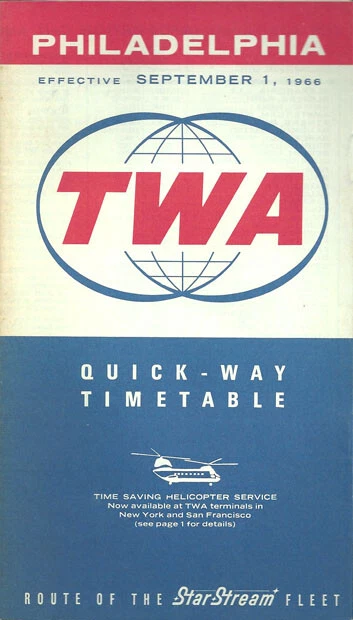 PHILADELPHIA
EFFECTIVE SEPTEMBER 1, 1966
TWA
QUICK-WAY
TIMETABLE
TIME SAVING HELICOPTER SERVICE
Now available at TWA terminals in
New York and San Francisco
(see page 1 for details)
ROUTE OF THE StarStream FLEET